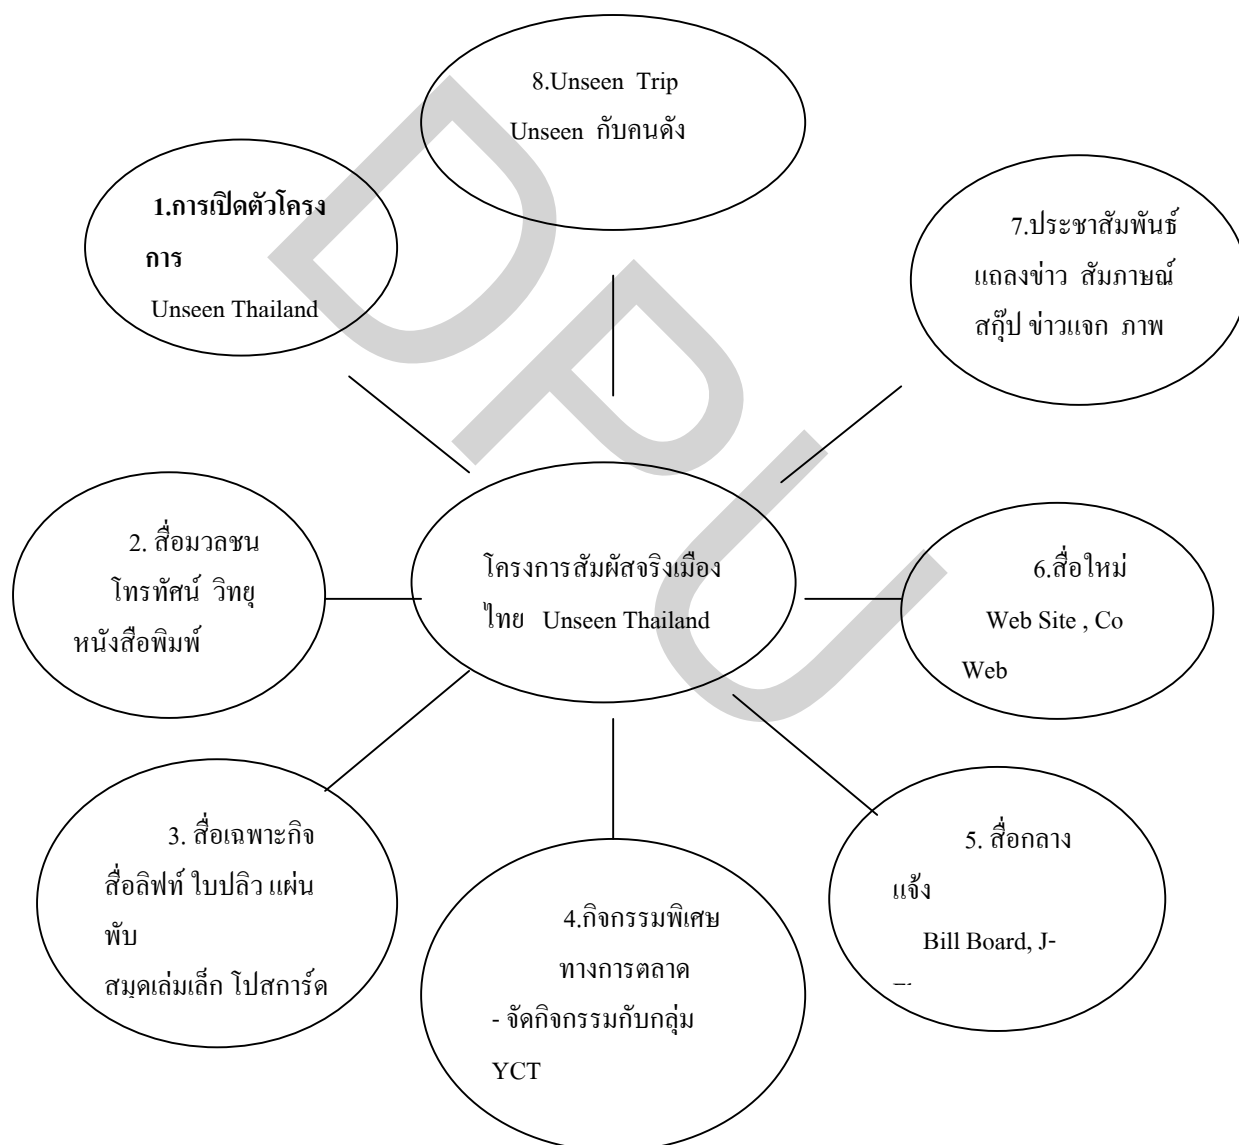 8.Unseen Trip
Unseen กับคนดัง
1.การเปิดตัวโครง
การ
Unseen Thailand
7.ประชาสัมพันธ์
แถลงข่าว สัมภาษณ์
สกุ๊ป ข่าวแจก ภาพ
2. สื่อมวลชน
โทรทัศน์ วิทยุ
หนังสือพิมพ์
โครงการสัมผัสจริงเมือง
ไทย Unseen Thailand
6.สื่อใหม่
Web Site , Co
Web
3. สื่อเฉพาะกิจ
สื่อลิฟท์ ใบปลิว แผ่น
พับ
สมุดเล่มเล็ก โปสการ์ด
4.กิจกรรมพิเศษ
ทางการตลาด
- จัดกิจกรรมกับกลุ่ม
YCT
5. สื่อกลาง
แจ้ง
Bill Board, J-
DPU